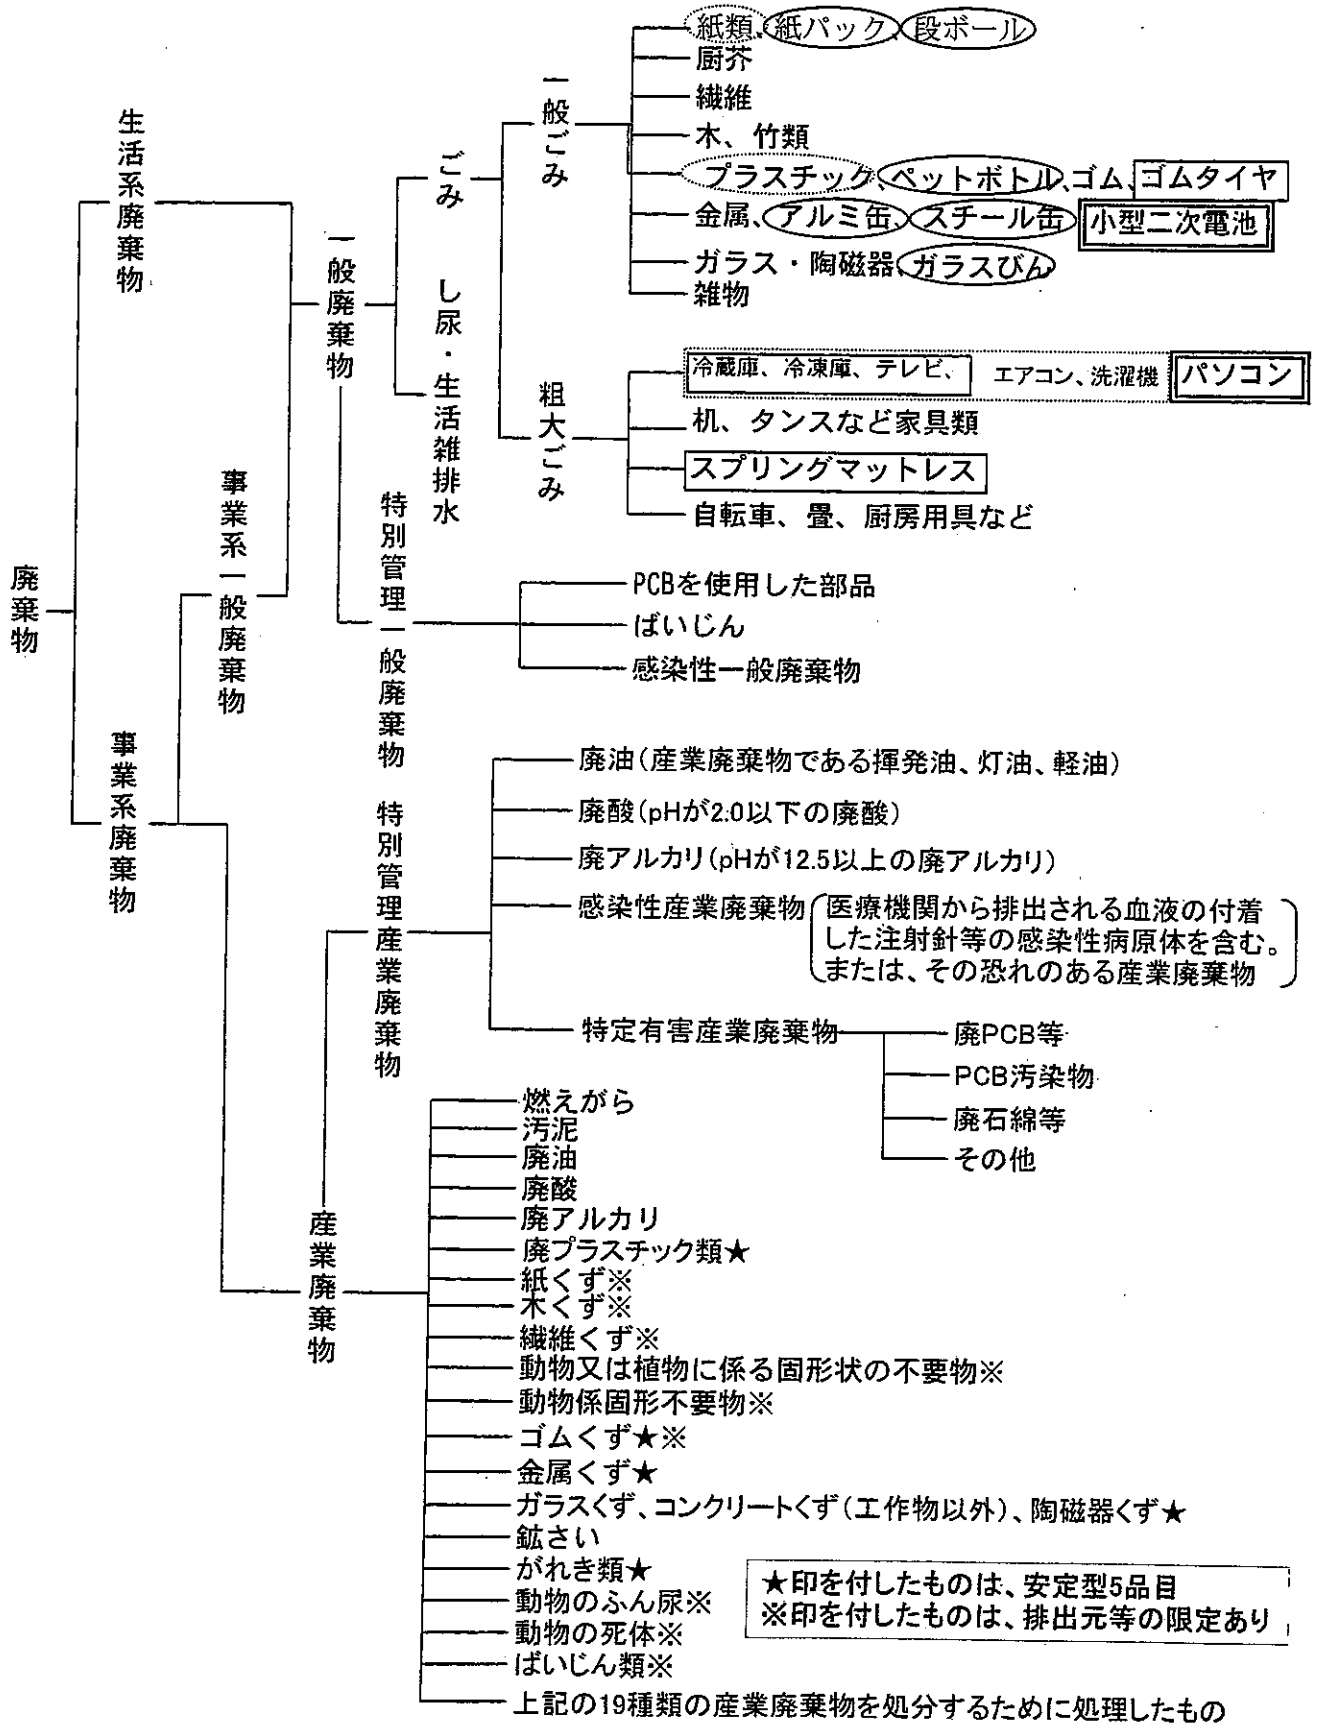 廃棄物
生活系廃棄物
事業系廃棄物
事業系一般廃棄物
一般廃棄物
ごみ
し尿・生活雑排水
一般ごみ
紙類、紙パック、段ボール
厨芥
繊維
木、竹類
プラスチック、ペットボトル、ゴム、ゴムタイヤ
金属、アルミ缶、スチール缶 小型二次電池
ガラス・陶磁器、ガラスびん
雑物
粗大ごみ
冷蔵庫、冷凍庫、テレビ、 エアコン、洗濯機 パソコン
机、タンスなど家具類
スプリングマットレス
自転車、畳、厨房用具など
特別管理一般廃棄物
PCBを使用した部品
ばいじん
感染性一般廃棄物
特別管理産業廃棄物
廃油(産業廃棄物である揮発油、灯油、軽油)
廃酸(pHが2.0以下の廃酸)
廃アルカリ(pHが12.5以上の廃アルカリ)
感染性産業廃棄物
医療機関から排出される血液の付着
した注射針等の感染性病原体を含む。
または、その恐れのある産業廃棄物
特定有害産業廃棄物
廃PCB等
PCB汚染物
廃石綿等
その他
産業廃棄物
燃えがら
汚泥
廃油
廃酸
廃アルカリ
廃プラスチック類★
紙くず※
木くず※
繊維くず※
動物又は植物に係る固形状の不要物※
動物係固形不要物※
ゴムくず★※
金属くず★
ガラスくず、コンクリートくず(工作物以外)、陶磁器くず★
鉱さい
がれき類★
動物のふん尿※
動物の死体※
ばいじん類※
上記の19種類の産業廃棄物を処分するために処理したもの
★印を付したものは、安定型5品目
※印を付したものは、排出元等の限定あり